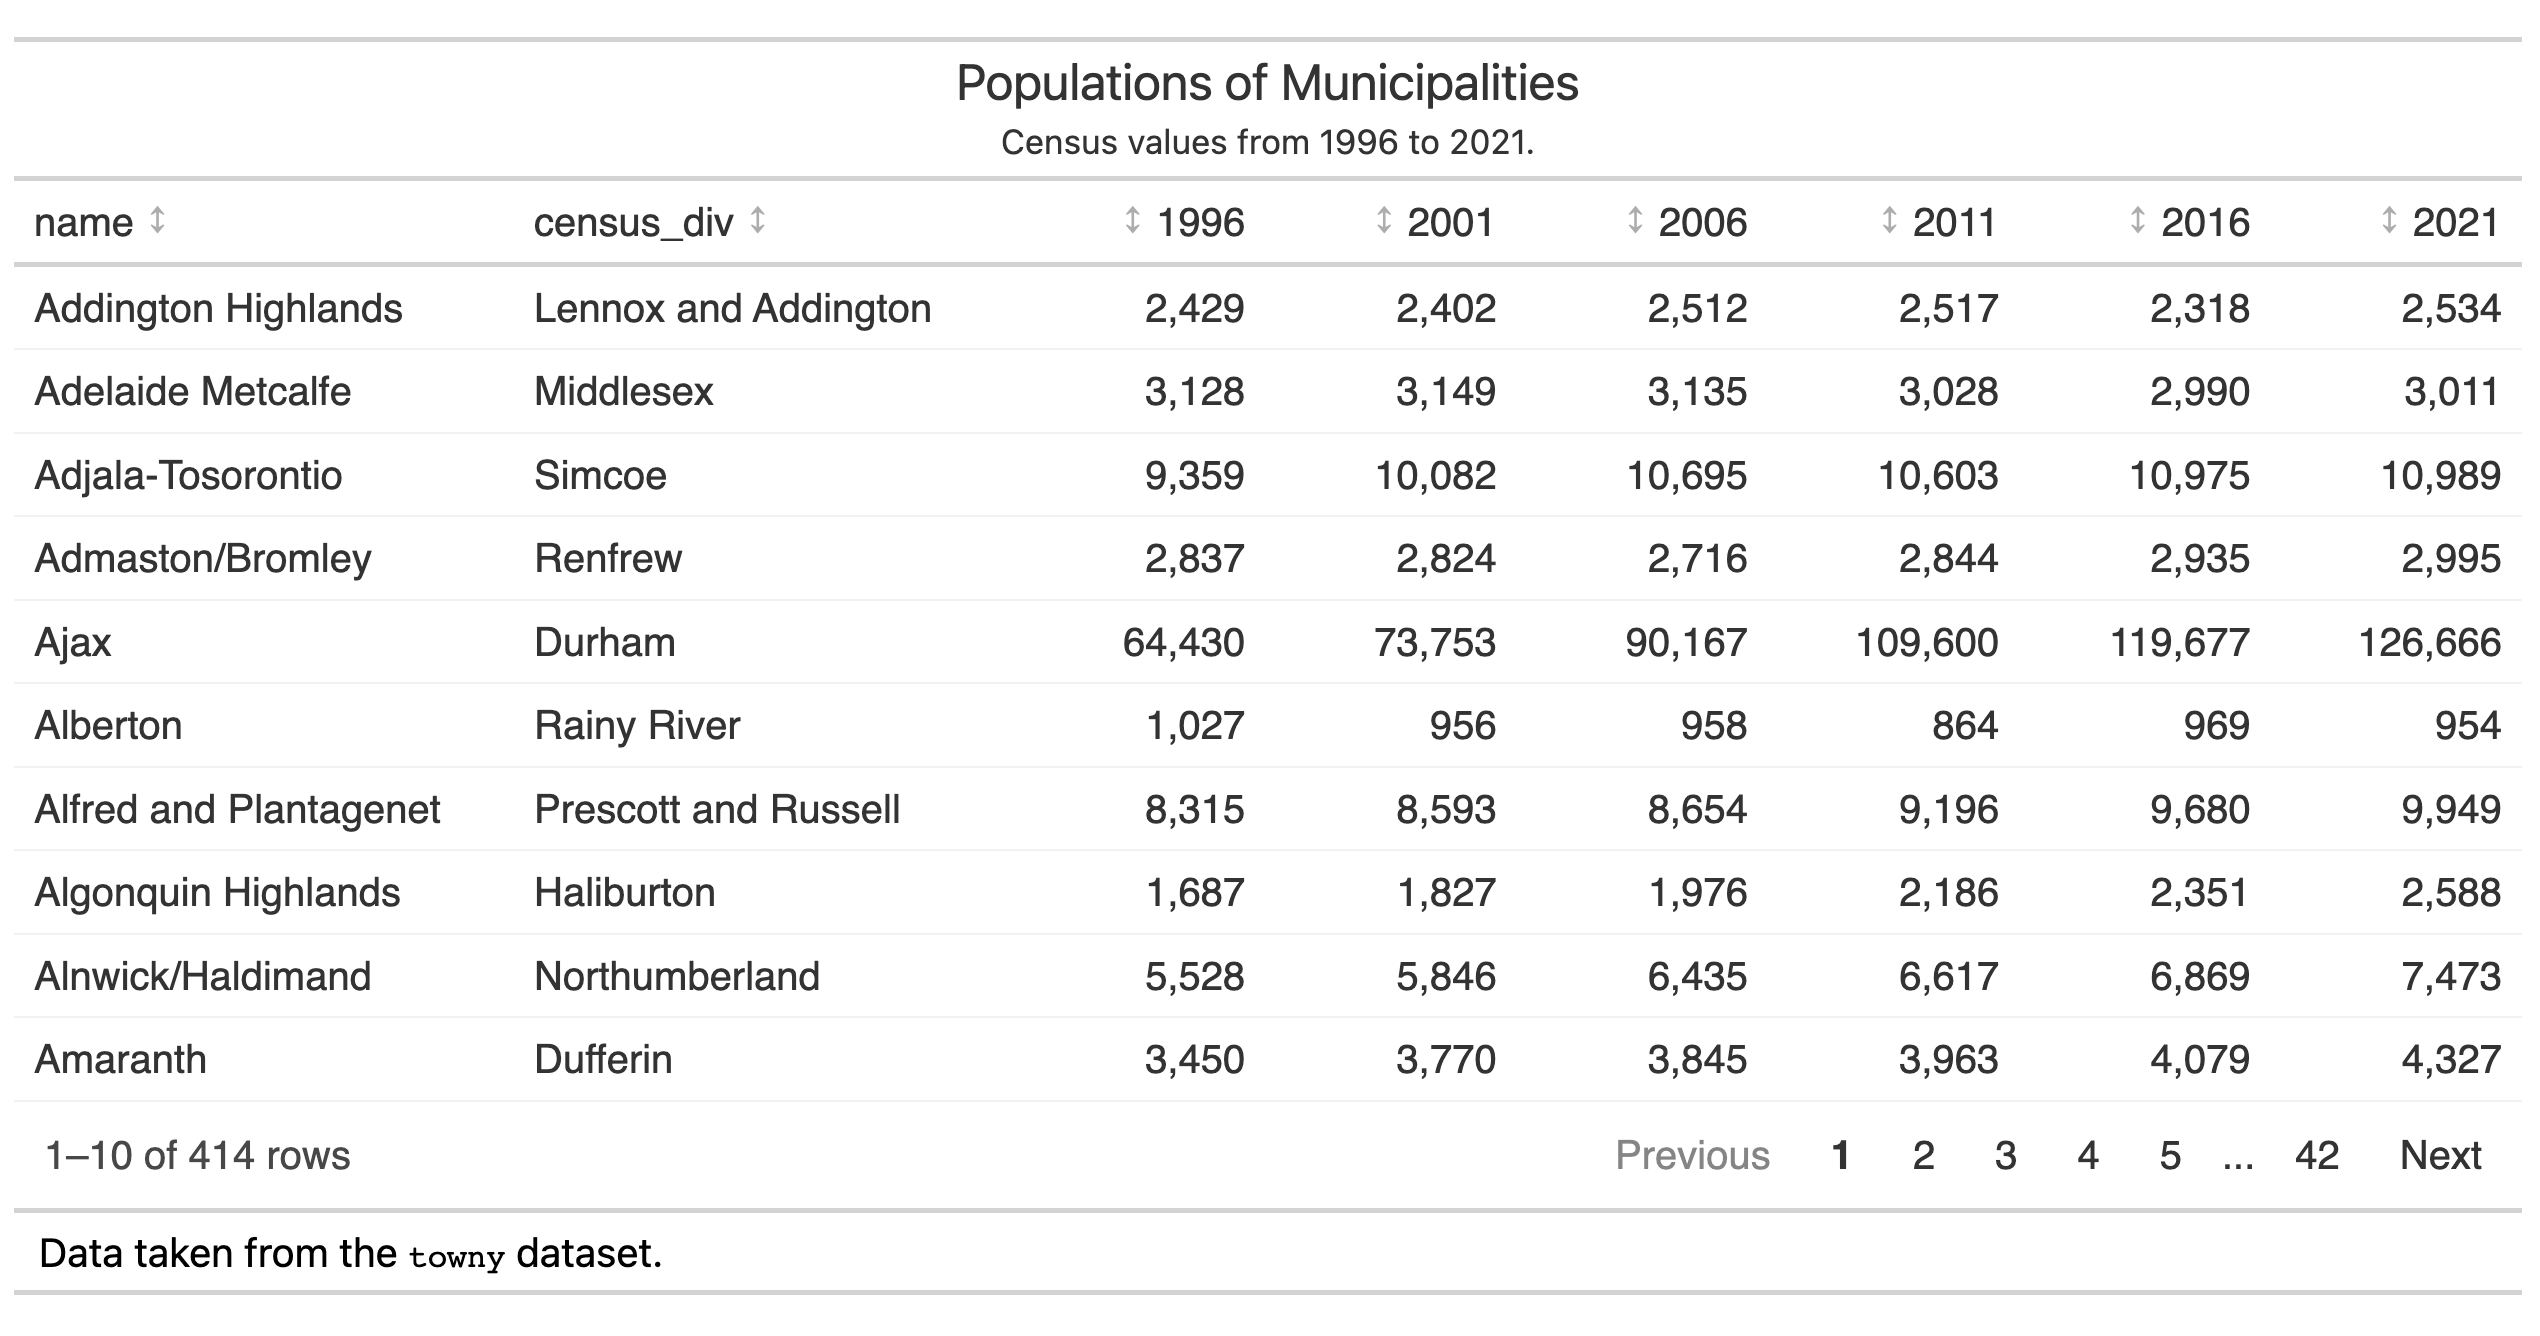 Populations of Municipalities
Census values from 1996 to 2021.
name census_div 1996 2001 2006 2011 2016 2021
Addington Highlands Lennox and Addington 2,429 2,402 2,512 2,517 2,318 2,534
Adelaide Metcalfe Middlesex 3,128 3,149 3,135 3,028 2,990 3,011
Adjala-Tosorontio Simcoe 9,359 10,082 10,695 10,603 10,975 10,989
Admaston/Bromley Renfrew 2,837 2,824 2,716 2,844 2,935 2,995
Ajax Durham 64,430 73,753 90,167 109,600 119,677 126,666
Alberton Rainy River 1,027 956 958 864 969 954
Alfred and Plantagenet Prescott and Russell 8,315 8,593 8,654 9,196 9,680 9,949
Algonquin Highlands Haliburton 1,687 1,827 1,976 2,186 2,351 2,588
Alnwick/Haldimand Northumberland 5,528 5,846 6,435 6,617 6,869 7,473
Amaranth Dufferin 3,450 3,770 3,845 3,963 4,079 4,327
1–10 of 414 rows Previous 1 2 3 4 5 ... 42 Next
Data taken from the towny dataset.